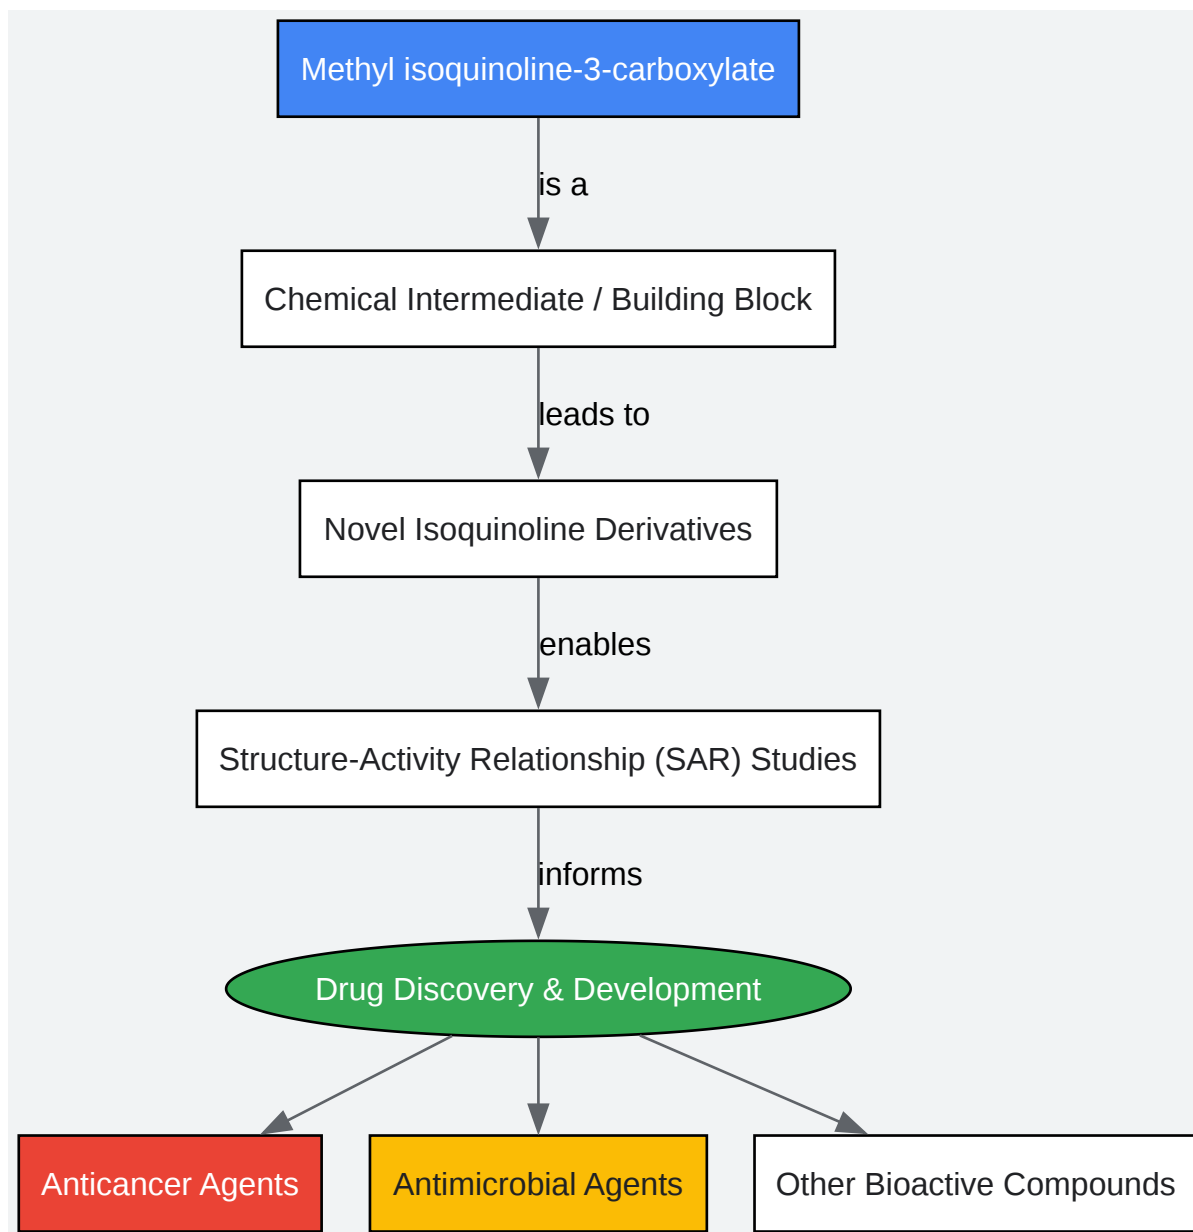 Methyl isoquinoline-3-carboxylate
is a
Chemical Intermediate / Building Block
leads to
Novel Isoquinoline Derivatives
enables
Structure-Activity Relationship (SAR) Studies
informs
Drug Discovery & Development
Anticancer Agents
Antimicrobial Agents
Other Bioactive Compounds